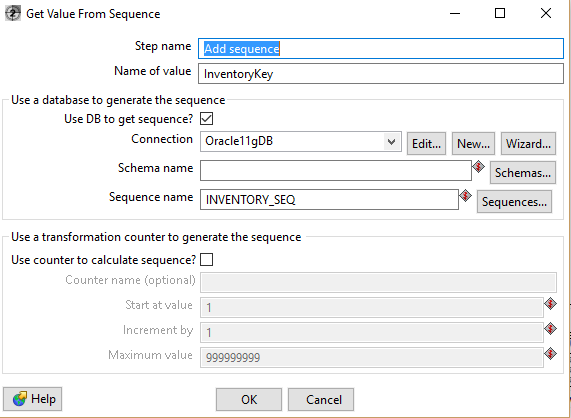 Get Value From Sequence
Step name Add sequence
Name of value InventoryKey
Use a database to generate the sequence
Use DB to get sequence?
Connection Oracle11gDB Edit... New... Wizard...
Schema name Schemas...
Sequence name INVENTORY_SEQ Sequences...
Use a transformation counter to generate the sequence
Use counter to calculate sequence?
Counter name (optional)
Start at value 1
Increment by 1
Maximum value 999999999
Help OK Cancel